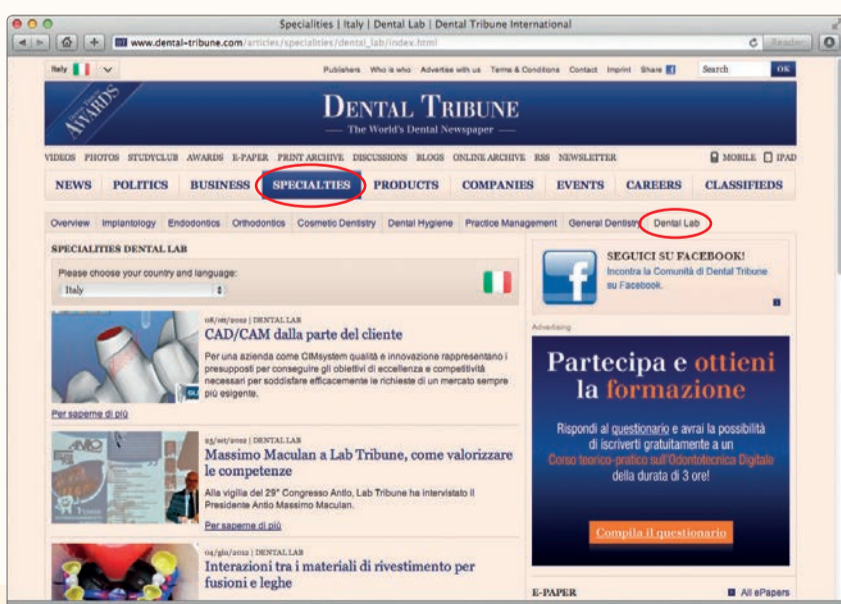 Specialities | Italy | Dental Lab | Dental Tribune International
www.dental-tribune.com/articles/specialities/dental_lab/index.html
Reader
Italy
Publishers Who is who Advertise with us Terms & Conditions Contact Imprint Share
Search OK
AWARDS
DENTAL TRIBUNE
The World's Dental Newspaper
VIDEOS PHOTOS STUDYCLUB AWARDS E-PAPER PRINT ARCHIVE DISCUSSIONS BLOGS ONLINE ARCHIVE RSS NEWSLETTER MOBILE IPAD
NEWS POLITICS BUSINESS SPECIALTIES PRODUCTS COMPANIES EVENTS CAREERS CLASSIFIEDS
Overview Implantology Endodontics Orthodontics Cosmetic Dentistry Dental Hygiene Practice Management General Dentistry Dental Lab
SPECIALITIES DENTAL LAB
Please choose your country and language:
Italy
08/ott/2012 | DENTAL LAB
CAD/CAM dalla parte del cliente
Per una azienda come CIMsystem qualità e innovazione rappresentano i
presupposti per conseguire gli obiettivi di eccellenza e competitività
necessari per soddisfare efficacemente le richieste di un mercato sempre
più esigente.
Per saperne di più
25/set/2012 | DENTAL LAB
Massimo Maculan a Lab Tribune, come valorizzare
le competenze
Alla vigilia del 29° Congresso Antlo, Lab Tribune ha intervistato il
Presidente Antlo Massimo Maculan.
Per saperne di più
04/giu/2012 | DENTAL LAB
Interazioni tra i materiali di rivestimento per
fusioni e leghe
SEGUICI SU FACEBOOK!
Incontra la Comunità di Dental Tribune
su Facebook.
Advertising
Partecipa e ottieni
la formazione
Rispondi al questionario e avrai la possibilità
di iscriverti gratuitamente a un
Corso teorico-pratico sull'Odontotecnica Digitale
della durata di 3 ore!
Compila il questionario
E-PAPER
All ePapers